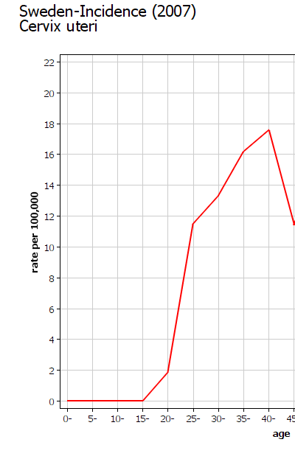 Sweden-Incidence (2007)
Cervix uteri
22
20
18
16
14
12
10
8
6
4
2
0
rate per 100,000
0- 5- 10- 15- 20- 25- 30- 35- 40- 45
age